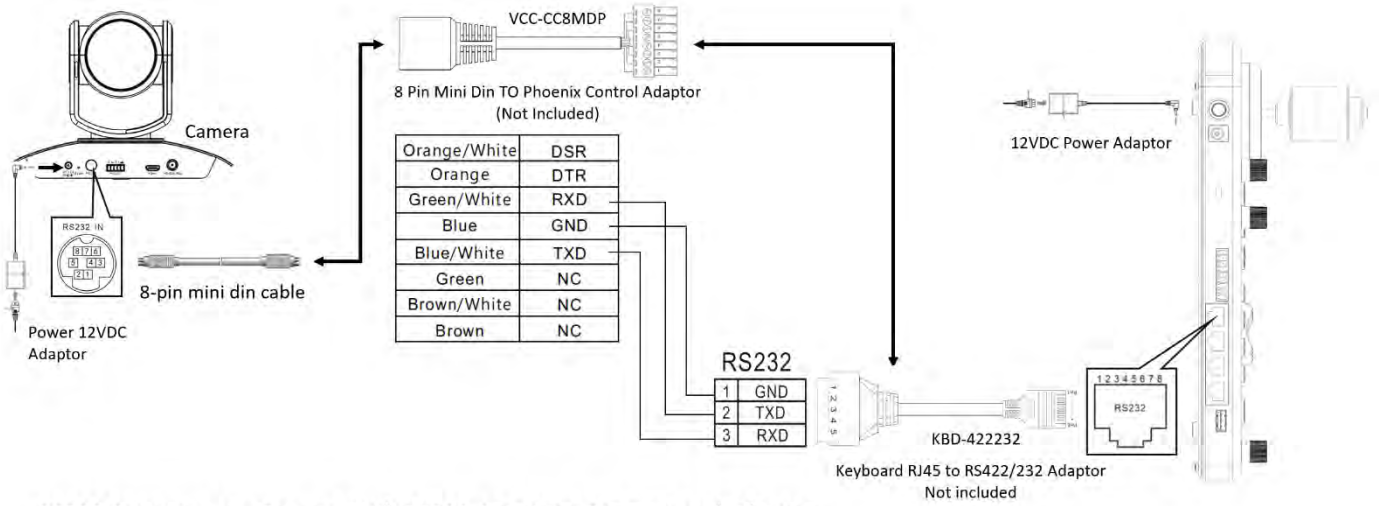 VCC-CC8MDP
8 Pin Mini Din TO Phoenix Control Adaptor
(Not Included)
Camera
12VDC Power Adaptor
Orange/White DSR
Orange DTR
Green/White RXD
Blue GND
Blue/White TXD
Green NC
Brown/White NC
Brown NC
RS232 IN
8 7 6
5 4 3
2 1
8-pin mini din cable
Power 12VDC
Adaptor
RS232
1 GND
2 TXD
3 RXD
1 2 3 4 5
KBD-422232
Keyboard RJ45 to RS422/232 Adaptor
Not included
1 2 3 4 5 6 7 8
RS232